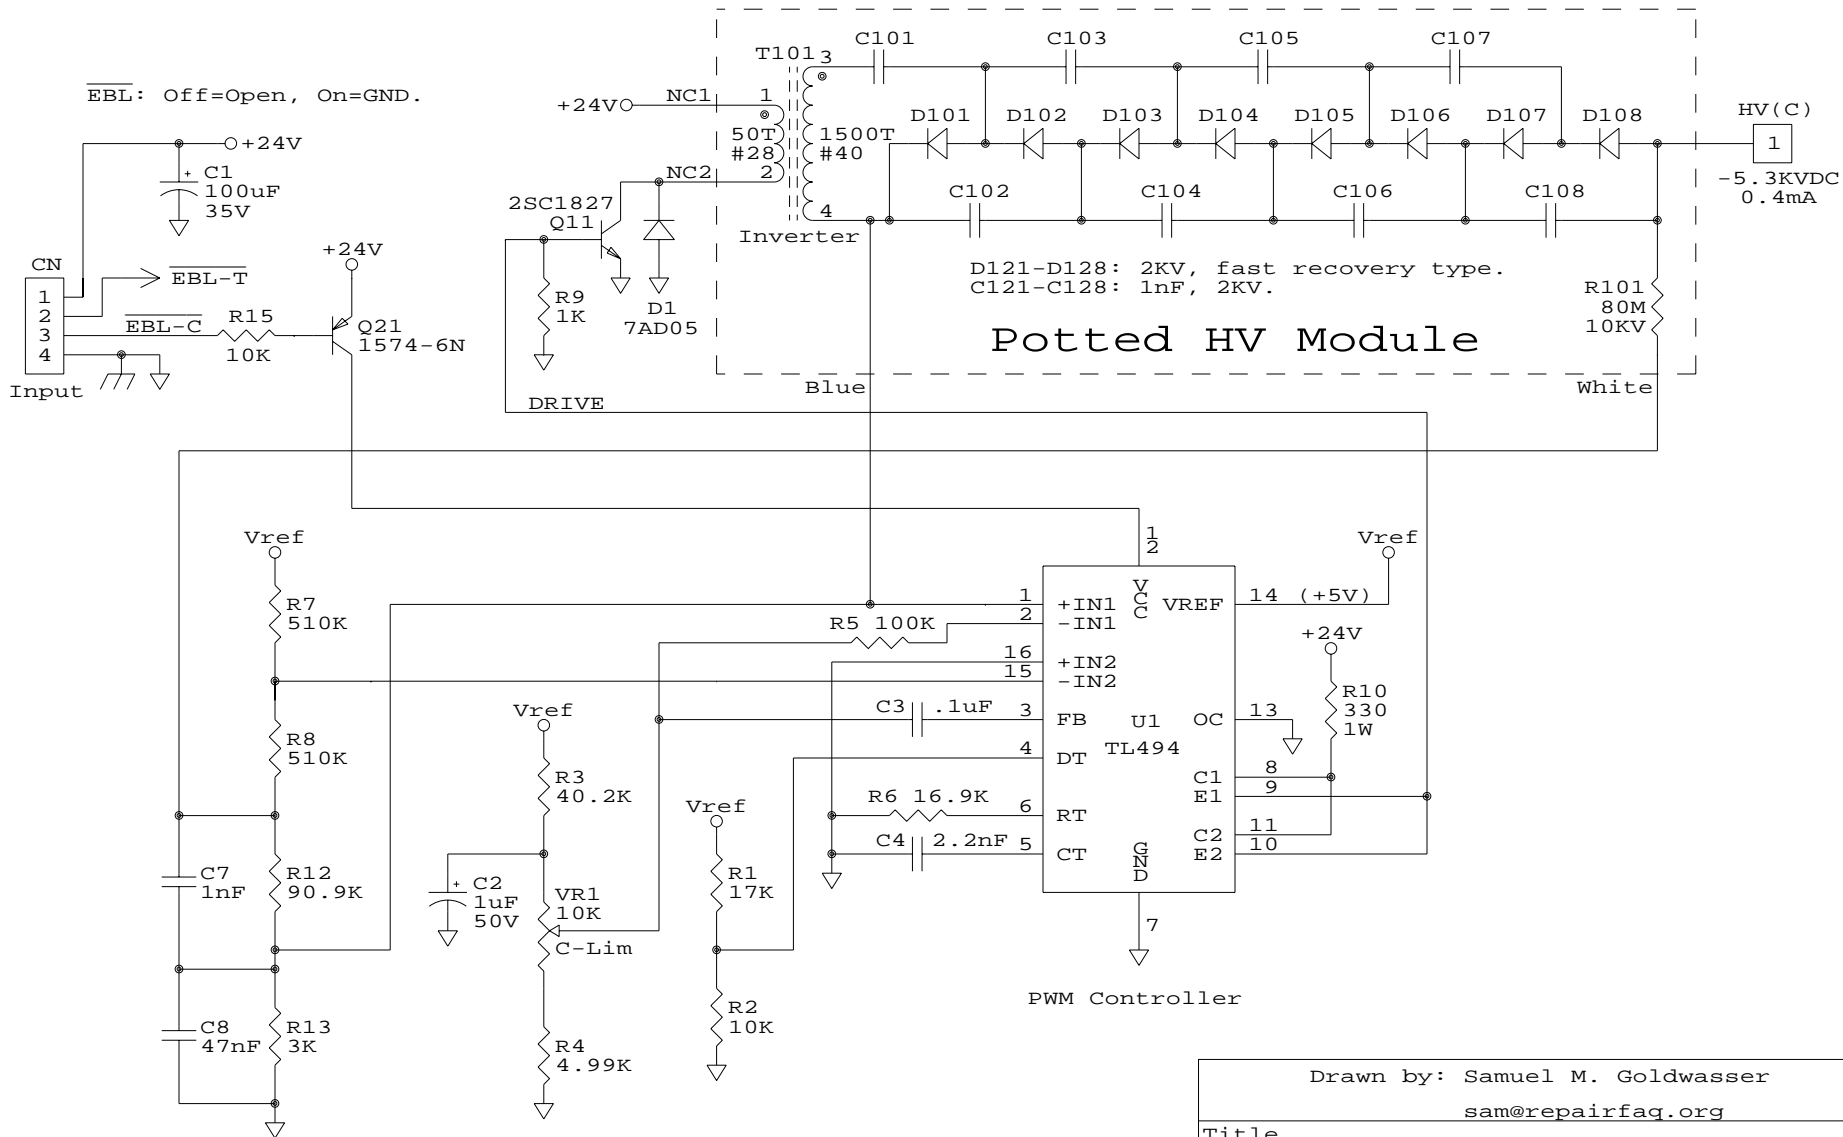 EBL: Off=Open, On=GND.
+24V
C1
100uF
35V
+24V
CN
1
2
3
4
Input
EBL-T
EBL-C
R15
10K
Q21
1574-6N
+24V
NC1
NC2
2SC1827
Q11
R9
1K
D1
7AD05
DRIVE
T101
1
2
3
4
50T
#28
1500T
#40
Inverter
C101
C103
C105
C107
D101
D102
D103
D104
D105
D106
D107
D108
C102
C104
C106
C108
D121-D128: 2KV, fast recovery type.
C121-C128: 1nF, 2KV.
Potted HV Module
R101
80M
10KV
HV(C)
1
-5.3KVDC
0.4mA
Blue
White
Vref
R7
510K
R8
510K
C7
1nF
R12
90.9K
C8
47nF
R13
3K
Vref
R3
40.2K
C2
1uF
50V
VR1
10K
C-Lim
R4
4.99K
Vref
R1
17K
R2
10K
R5 100K
C3 .1uF
R6 16.9K
C4 2.2nF
12
VCC
1 +IN1
2 -IN1
16 +IN2
15 -IN2
3 FB
4 DT
6 RT
5 CT
U1
TL494
VREF 14 (+5V)
Vref
OC 13
C1 8
E1 9
C2 11
E2 10
GND
7
+24V
R10
330
1W
PWM Controller
Drawn by: Samuel M. Goldwasser
sam@repairfaq.org
Title